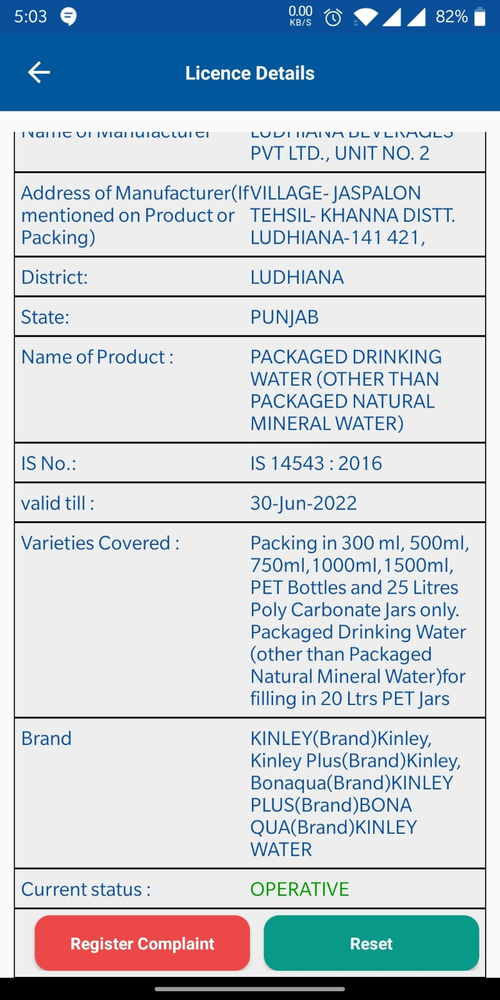 5:03
0.00
KB/S
82%
Licence Details
Name of Manufacturer LUDHIANA BEVERAGES
PVT LTD., UNIT NO. 2
Address of Manufacturer(If VILLAGE- JASPALON
mentioned on Product or TEHSIL- KHANNA DISTT.
Packing) LUDHIANA-141 421,
District: LUDHIANA
State: PUNJAB
Name of Product : PACKAGED DRINKING
WATER (OTHER THAN
PACKAGED NATURAL
MINERAL WATER)
IS No.: IS 14543 : 2016
valid till : 30-Jun-2022
Varieties Covered : Packing in 300 ml, 500ml,
750ml,1000ml,1500ml,
PET Bottles and 25 Litres
Poly Carbonate Jars only.
Packaged Drinking Water
(other than Packaged
Natural Mineral Water)for
filling in 20 Ltrs PET Jars
Brand KINLEY(Brand)Kinley,
Kinley Plus(Brand)Kinley,
Bonaqua(Brand)KINLEY
PLUS(Brand)BONA
QUA(Brand)KINLEY
WATER
Current status : OPERATIVE
Register Complaint Reset